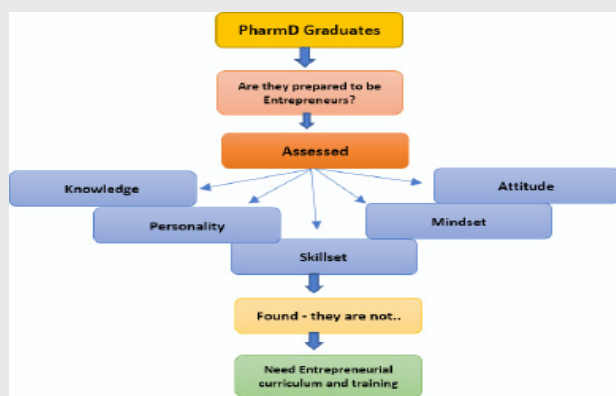 PharmD Graduates
Are they prepared to be
Entrepreneurs?
Assessed
Knowledge
Attitude
Personality
Mindset
Skillset
Found - they are not..
Need Entrepreneurial
curriculum and training